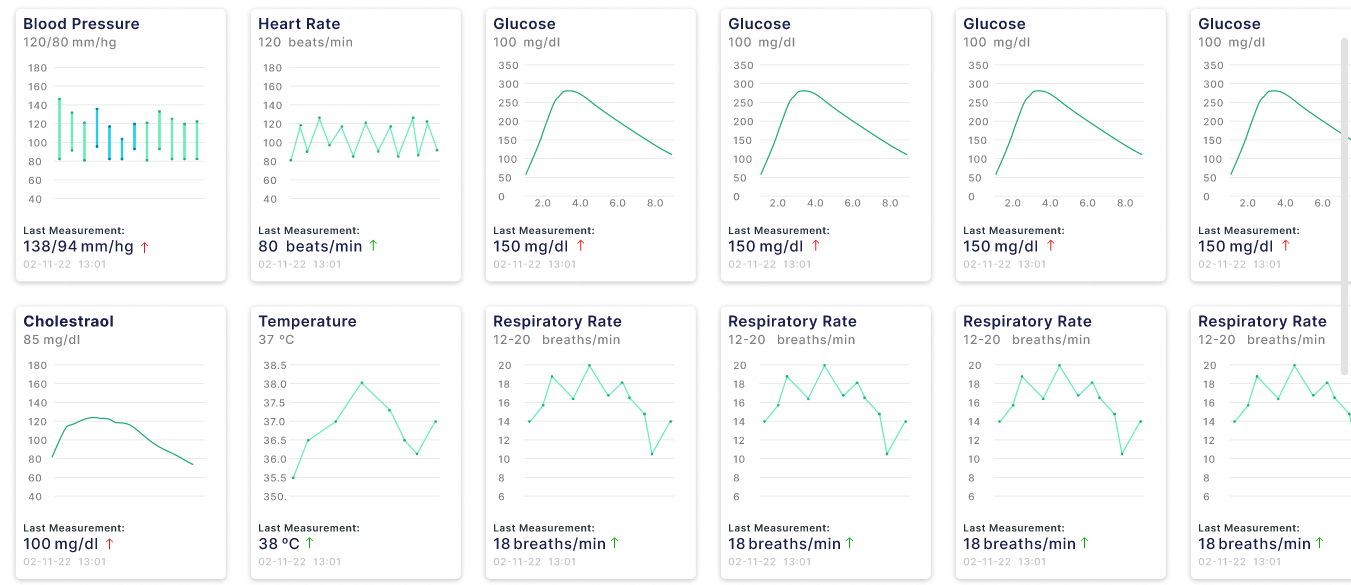 Blood Pressure
120/80 mm/hg
180
160
140
120
100
80
60
40
Last Measurement:
138/94 mm/hg ↑
02-11-22 13:01
Heart Rate
120 beats/min
180
160
140
120
100
80
60
40
Last Measurement:
80 beats/min ↑
02-11-22 13:01
Glucose
100 mg/dl
350
300
250
200
150
100
50
0
2.0 4.0 6.0 8.0
Last Measurement:
150 mg/dl ↑
02-11-22 13:01
Glucose
100 mg/dl
350
300
250
200
150
100
50
0
2.0 4.0 6.0 8.0
Last Measurement:
150 mg/dl ↑
02-11-22 13:01
Glucose
100 mg/dl
350
300
250
200
150
100
50
0
2.0 4.0 6.0 8.0
Last Measurement:
150 mg/dl ↑
02-11-22 13:01
Glucose
100 mg/dl
350
300
250
200
150
100
50
0
2.0 4.0 6.0
Last Measurement:
150 mg/dl ↑
02-11-22 13:01
Cholestraol
85 mg/dl
180
160
140
120
100
80
60
40
Last Measurement:
100 mg/dl ↑
02-11-22 13:01
Temperature
37 ºC
38.5
38.0
37.5
37.0
36.5
36.0
35.5
350.
Last Measurement:
38 ºC ↑
02-11-22 13:01
Respiratory Rate
12-20 breaths/min
20
18
16
14
12
10
8
6
Last Measurement:
18 breaths/min ↑
02-11-22 13:01
Respiratory Rate
12-20 breaths/min
20
18
16
14
12
10
8
6
Last Measurement:
18 breaths/min ↑
02-11-22 13:01
Respiratory Rate
12-20 breaths/min
20
18
16
14
12
10
8
6
Last Measurement:
18 breaths/min ↑
02-11-22 13:01
Respiratory Rate
12-20 breaths/min
20
18
16
14
12
10
8
6
Last Measurement:
18 breaths/min ↑
02-11-22 13:01